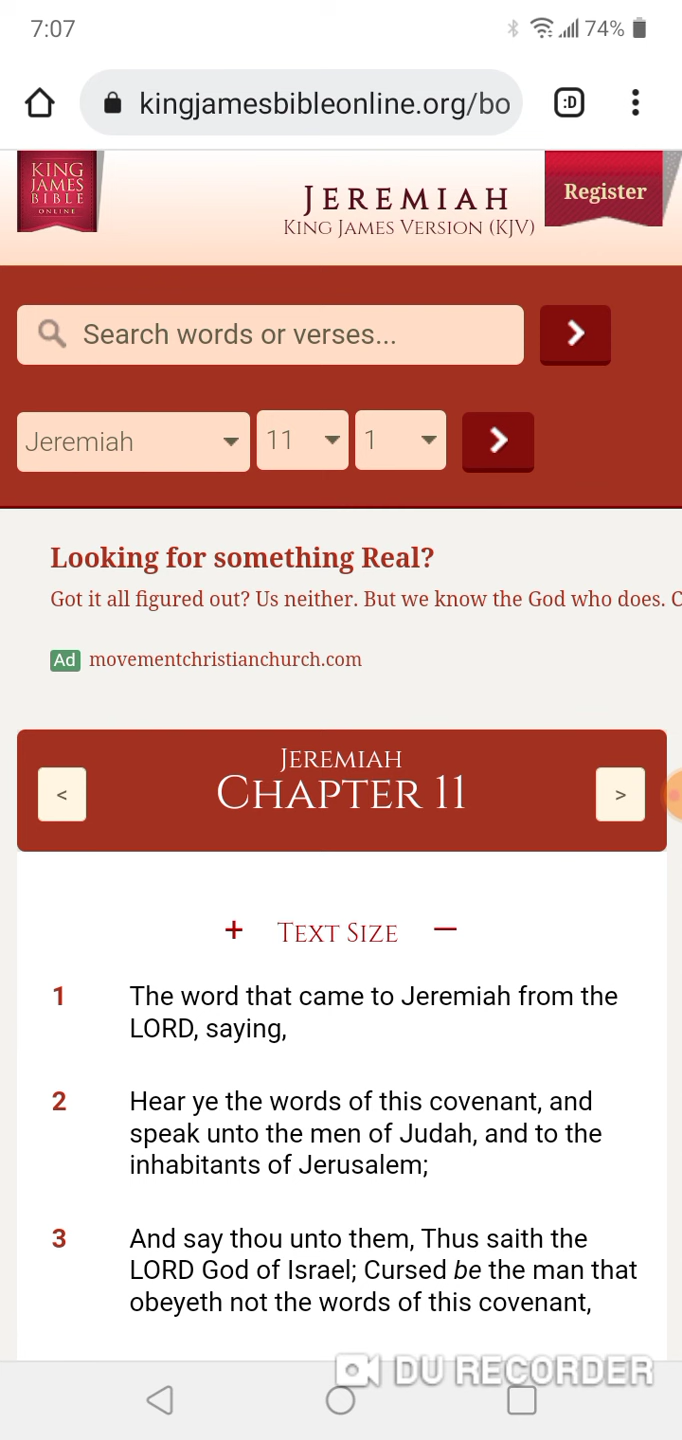 7:07
74%
kingjamesbibleonline.org/bo
:D
KING
JAMES
BIBLE
ONLINE
JEREMIAH
KING JAMES VERSION (KJV)
Register
Search words or verses...
>
Jeremiah
11
1
>
Looking for something Real?
Got it all figured out? Us neither. But we know the God who does. C
Ad movementchristianchurch.com
JEREMIAH
< CHAPTER 11 >
+ TEXT SIZE −
1 The word that came to Jeremiah from the
LORD, saying,
2 Hear ye the words of this covenant, and
speak unto the men of Judah, and to the
inhabitants of Jerusalem;
3 And say thou unto them, Thus saith the
LORD God of Israel; Cursed be the man that
obeyeth not the words of this covenant,
DU RECORDER